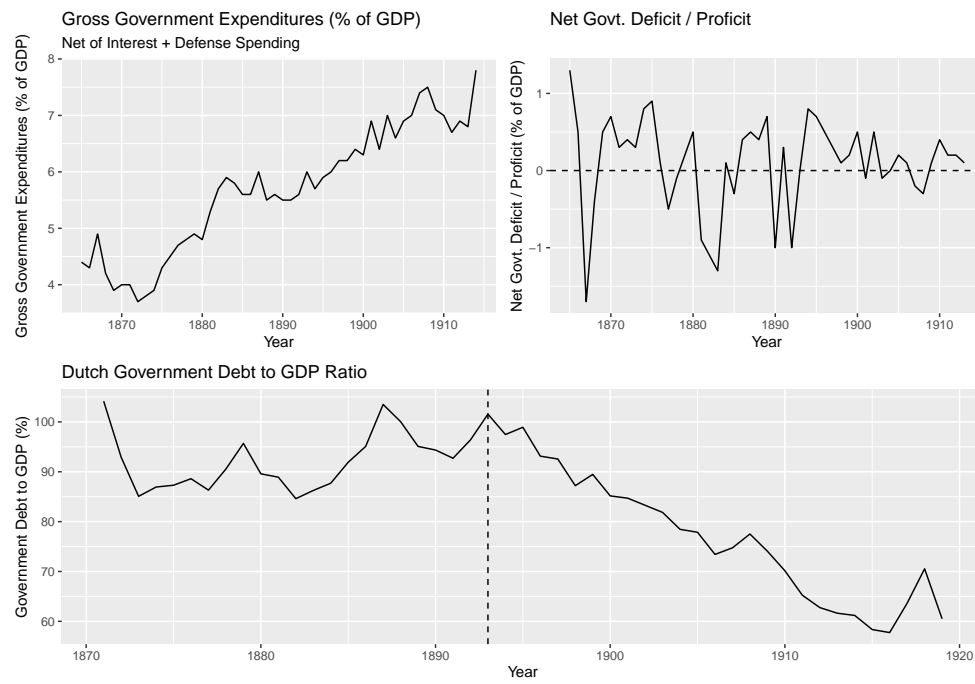 Gross Government Expenditures (% of GDP)
Net of Interest + Defense Spending
Gross Government Expenditures (% of GDP)
8
7
6
5
4
1870 1880 1890 1900 1910
Year
Net Govt. Deficit / Proficit
Net Govt. Deficit / Proficit (% of GDP)
1
0
−1
1870 1880 1890 1900 1910
Year
Dutch Government Debt to GDP Ratio
Government Debt to GDP (%)
100
90
80
70
60
1870 1880 1890 1900 1910 1920
Year